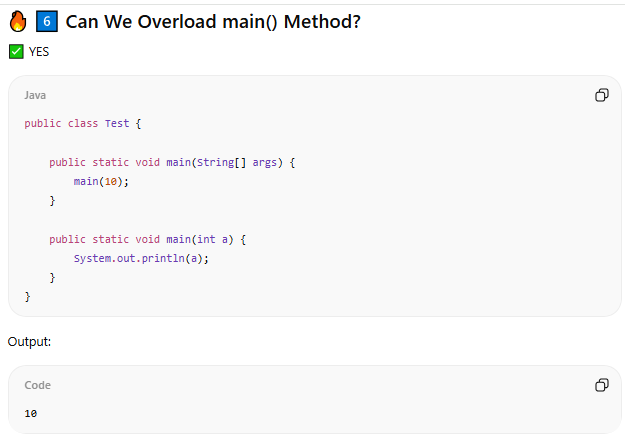 🔥 6️⃣ Can We Overload main() Method?
✅ YES
Java
public class Test {
    public static void main(String[] args) {
        main(10);
    }
    public static void main(int a) {
        System.out.println(a);
    }
}
Output:
Code
10